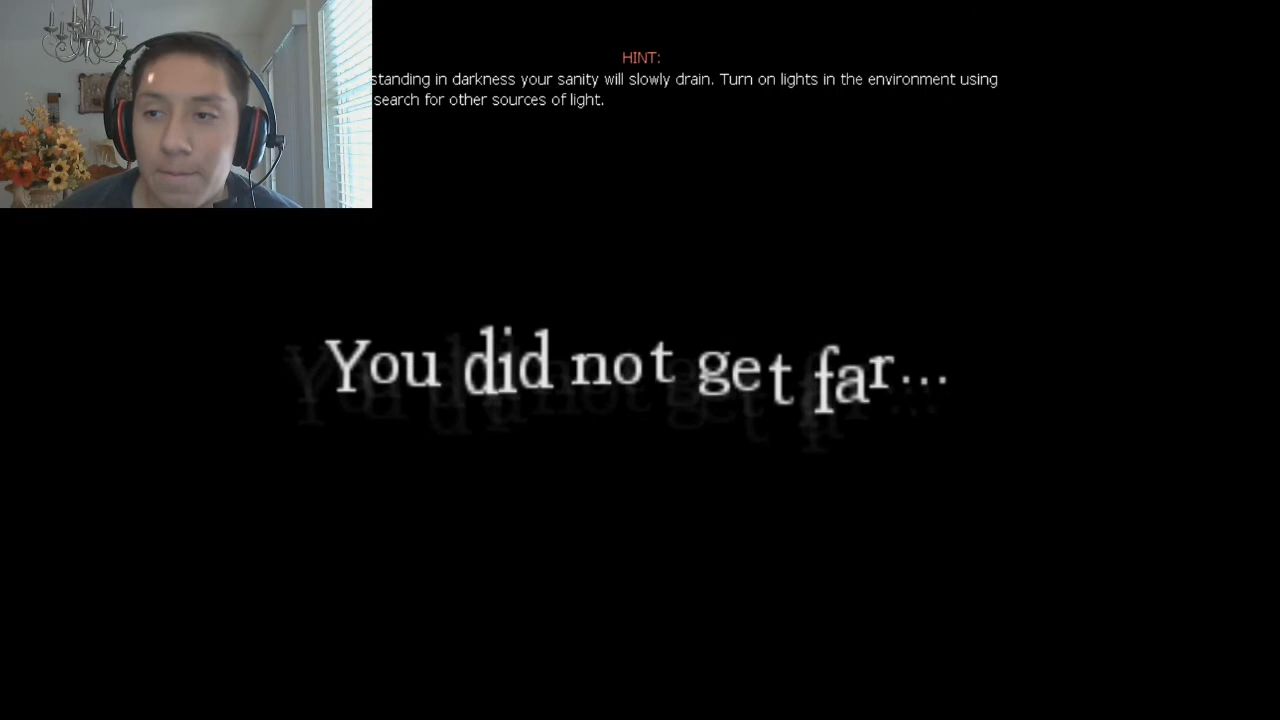 HINT:
standing in darkness your sanity will slowly drain. Turn on lights in the environment using
search for other sources of light.
You did not get far...